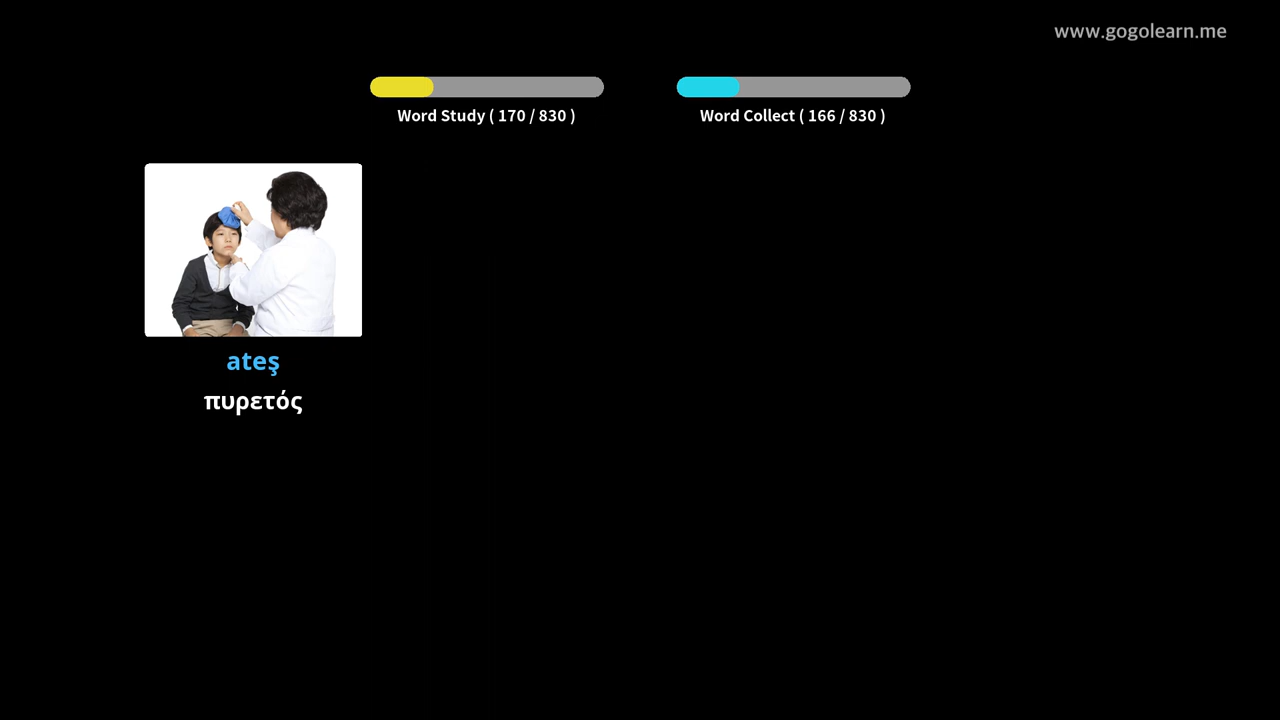 www.gogolearn.me
Word Study ( 170 / 830 )
Word Collect ( 166 / 830 )
ateş
πυρετός